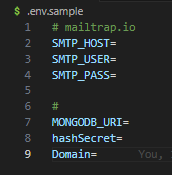 $ .env.sample
1 # mailtrap.io
2 SMTP_HOST=
3 SMTP_USER=
4 SMTP_PASS=
5
6 #
7 MONGODB_URI=
8 hashSecret=
9 Domain= You,